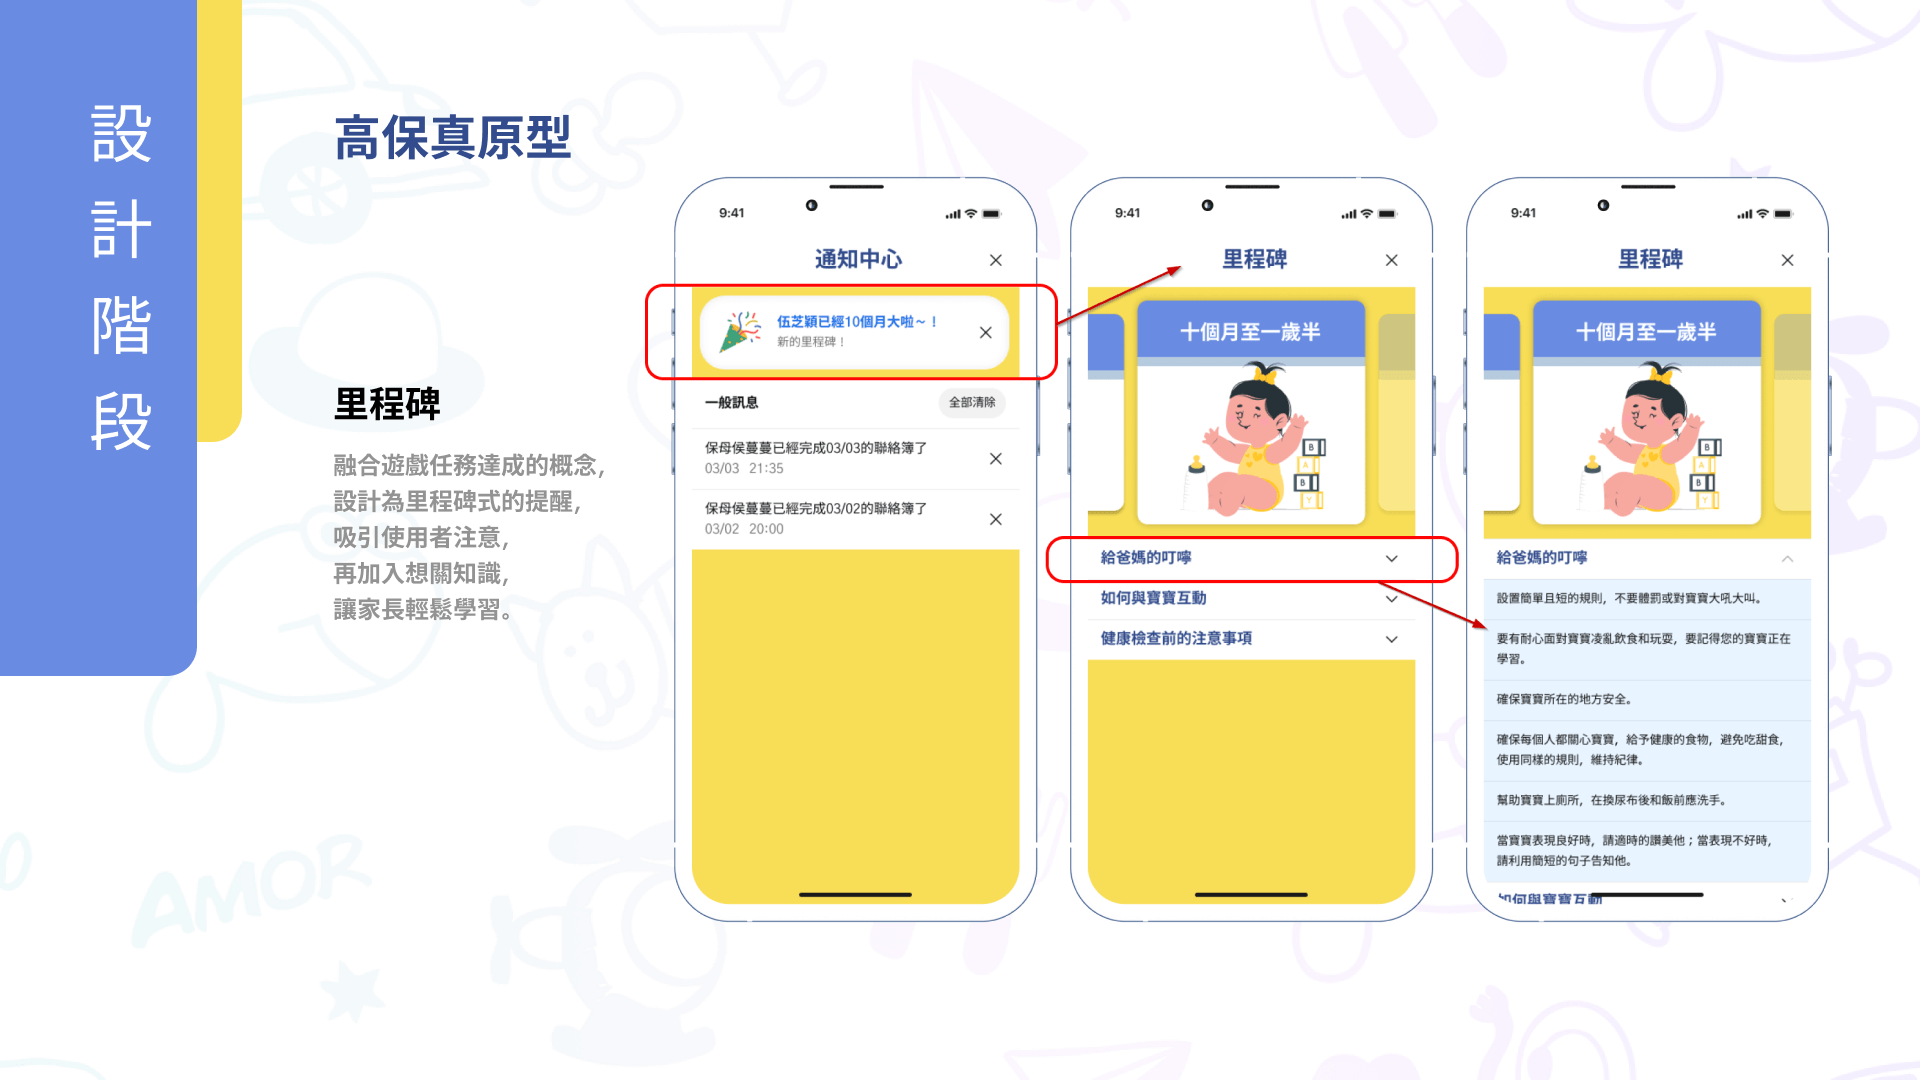 設計階段
高保真原型
里程碑
融合遊戲任務達成的概念,
設計為里程碑式的提醒,
吸引使用者注意,
再加入想關知識,
讓家長輕鬆學習。
9:41
通知中心
伍芝穎已經10個月大啦～！
新的里程碑！
一般訊息
全部清除
保母侯蔓蔓已經完成03/03的聯絡簿了
03/03 21:35
保母侯蔓蔓已經完成03/02的聯絡簿了
03/02 20:00
9:41
里程碑
十個月至一歲半
B
A
B
Y
給爸媽的叮嚀
如何與寶寶互動
健康檢查前的注意事項
9:41
里程碑
十個月至一歲半
B
A
B
Y
給爸媽的叮嚀
設置簡單且短的規則，不要體罰或對寶寶大吼大叫。
要有耐心面對寶寶凌亂飲食和玩耍，要記得您的寶寶正在
學習。
確保寶寶所在的地方安全。
確保每個人都關心寶寶，給予健康的食物，避免吃甜食，
使用同樣的規則，維持紀律。
幫助寶寶上廁所，在換尿布後和飯前應洗手。
當寶寶表現良好時，請適時的讚美他；當表現不好時，
請利用簡短的句子告知他。
如何與寶寶互動
AMOR